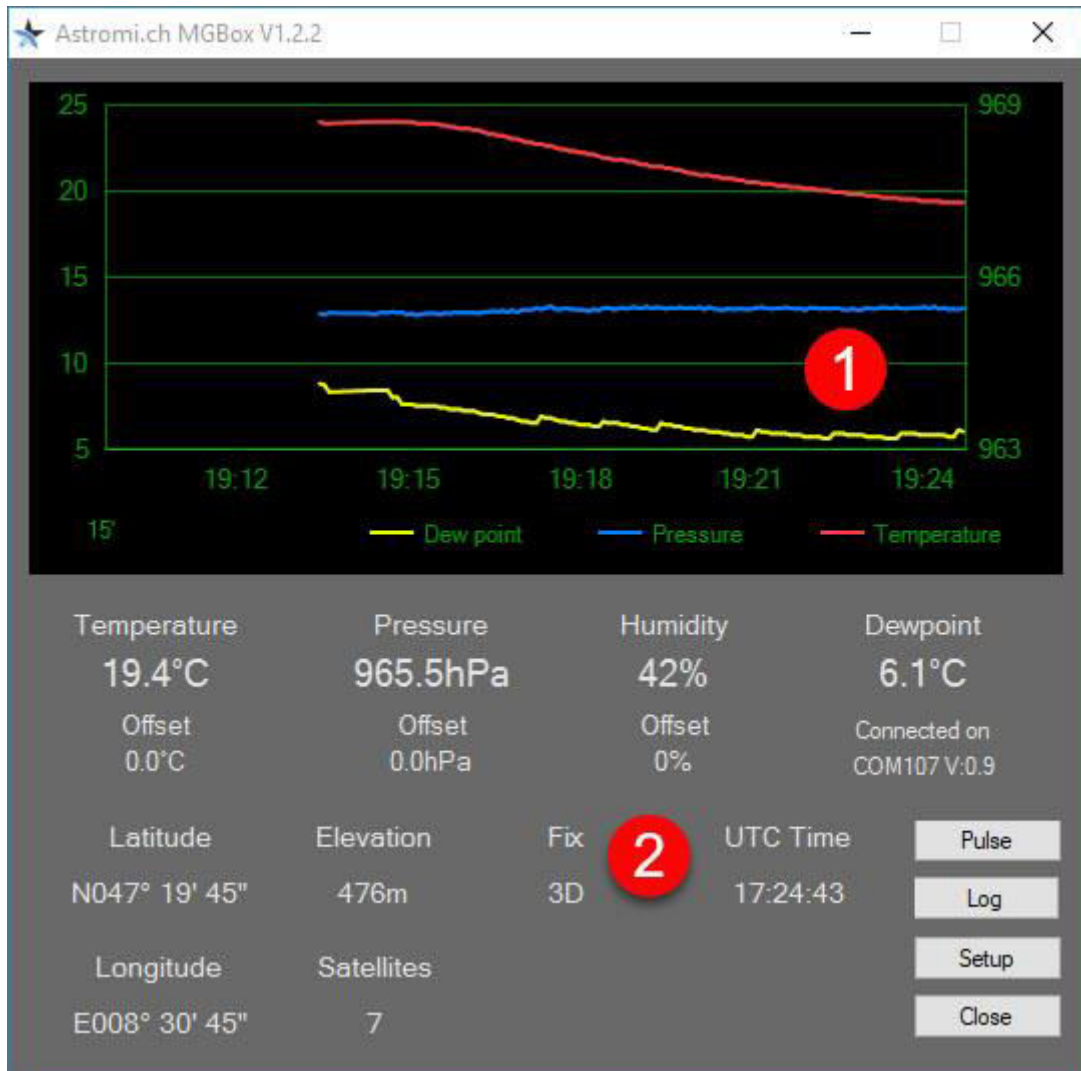 Astromi.ch MGBox V1.2.2
25 969
20
15 966
10
1
5 963
19:12 19:15 19:18 19:21 19:24
15' Dew point Pressure Temperature
Temperature Pressure Humidity Dewpoint
19.4°C 965.5hPa 42% 6.1°C
Offset Offset Offset Connected on
0.0°C 0.0hPa 0% COM107 V:0.9
Latitude Elevation Fix 2 UTC Time Pulse
N047° 19' 45" 476m 3D 17:24:43 Log
Longitude Satellites Setup
E008° 30' 45" 7 Close